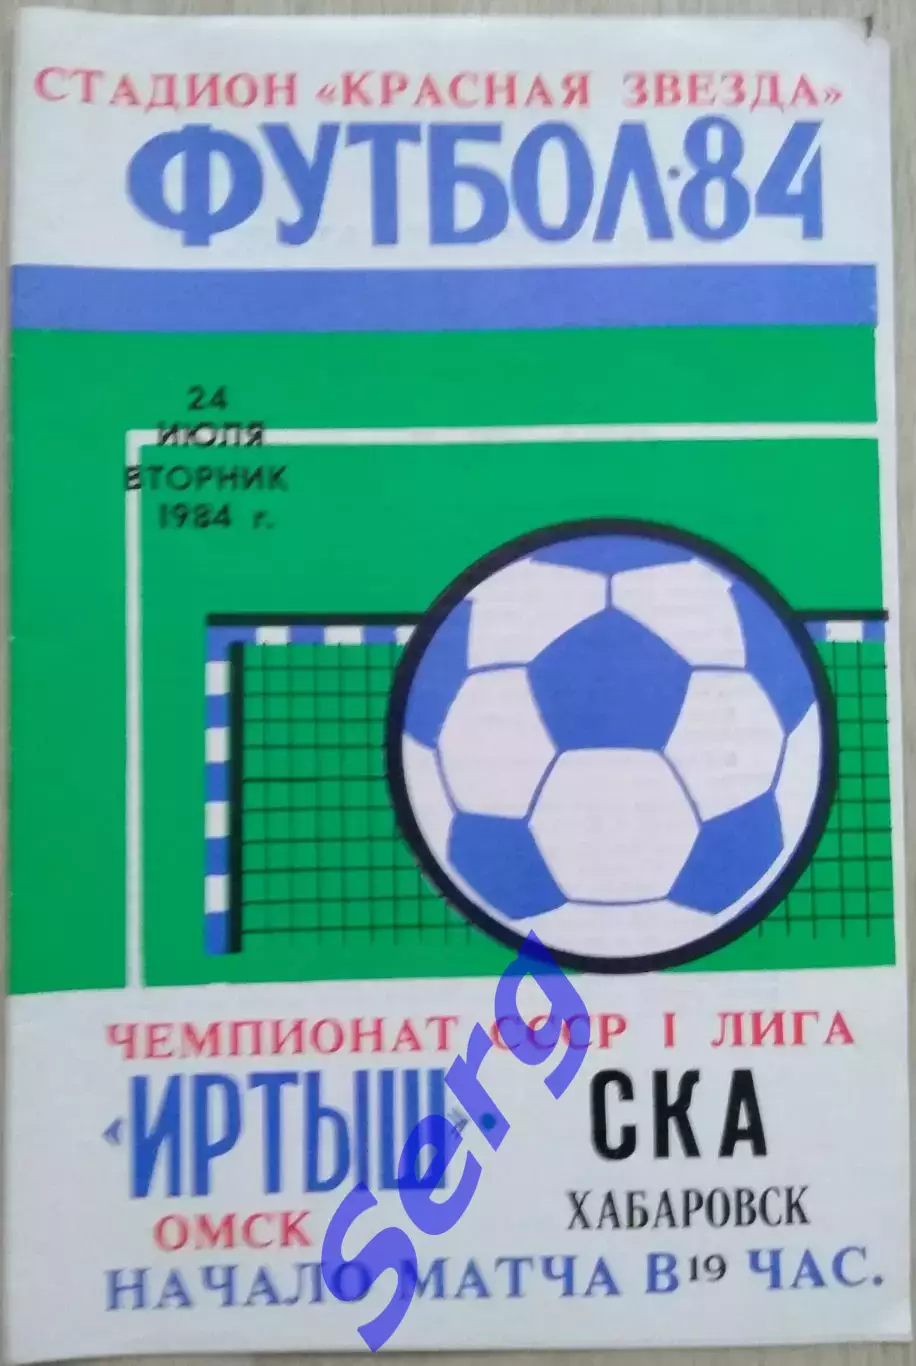 СТАДИОН «КРАСНАЯ ЗВЕЗДА»
ФУТБОЛ·84
24
ИЮЛЯ
ВТОРНИК
1984 г.
ЧЕМПИОНАТ СССР I ЛИГА
«ИРТЫШ» · СКА
ОМСК ХАБАРОВСК
НАЧАЛО МАТЧА В 19 ЧАС.
Serg